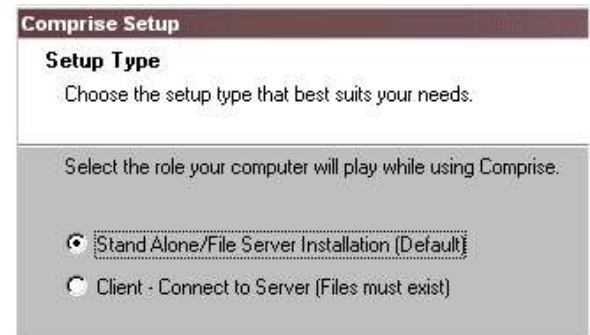 Comprise Setup
Setup Type
Choose the setup type that best suits your needs.
Select the role your computer will play while using Comprise.
Stand Alone/File Server Installation (Default)
Client - Connect to Server (Files must exist)